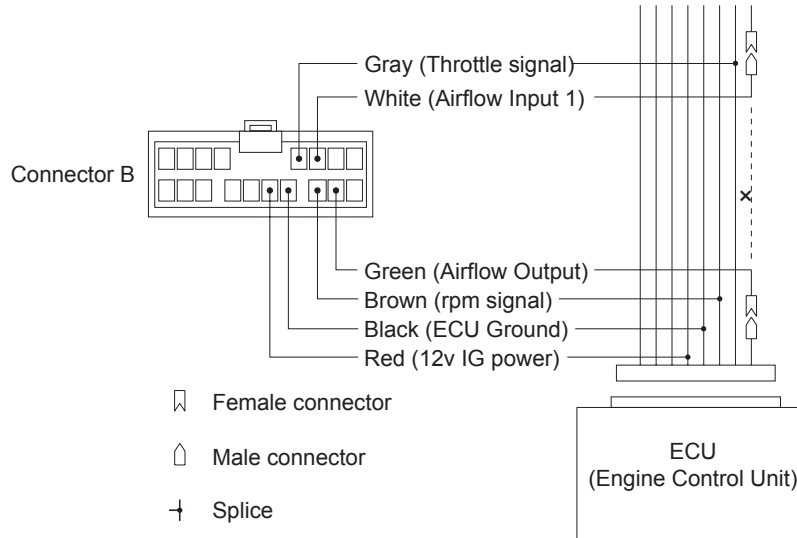 Gray (Throttle signal)
White (Airflow Input 1)
Connector B
Green (Airflow Output)
Brown (rpm signal)
Black (ECU Ground)
Red (12v IG power)
Female connector
Male connector
Splice
ECU
(Engine Control Unit)